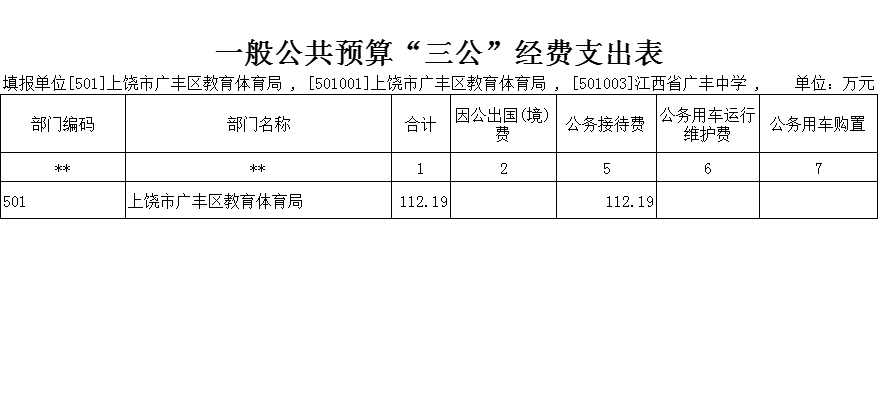 一般公共预算“三公”经费支出表
填报单位[501]上饶市广丰区教育体育局 , [501001]上饶市广丰区教育体育局 , [501003]江西省广丰中学 , 单位：万元
部门编码 部门名称 合计 因公出国(境)费 公务接待费 公务用车运行维护费 公务用车购置
** ** 1 2 5 6 7
501 上饶市广丰区教育体育局 112.19 112.19